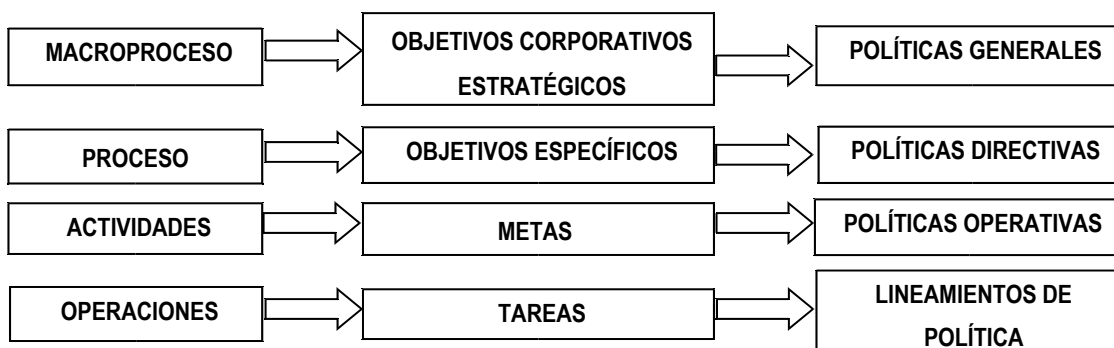 MACROPROCESO
OBJETIVOS CORPORATIVOS
ESTRATÉGICOS
POLÍTICAS GENERALES
PROCESO
OBJETIVOS ESPECÍFICOS
POLÍTICAS DIRECTIVAS
ACTIVIDADES
METAS
POLÍTICAS OPERATIVAS
OPERACIONES
TAREAS
LINEAMIENTOS DE
POLÍTICA